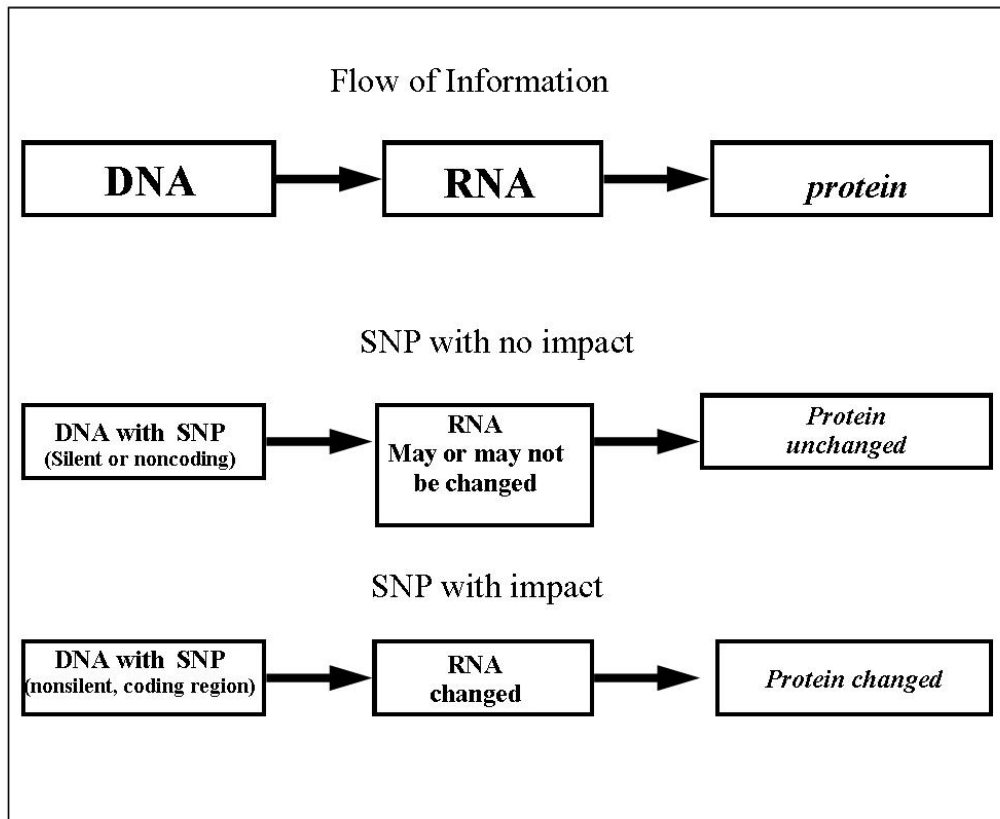 Flow of Information
DNA
RNA
protein
SNP with no impact
DNA with SNP
(Silent or noncoding)
RNA
May or may not
be changed
Protein
unchanged
SNP with impact
DNA with SNP
(nonsilent, coding region)
RNA
changed
Protein changed